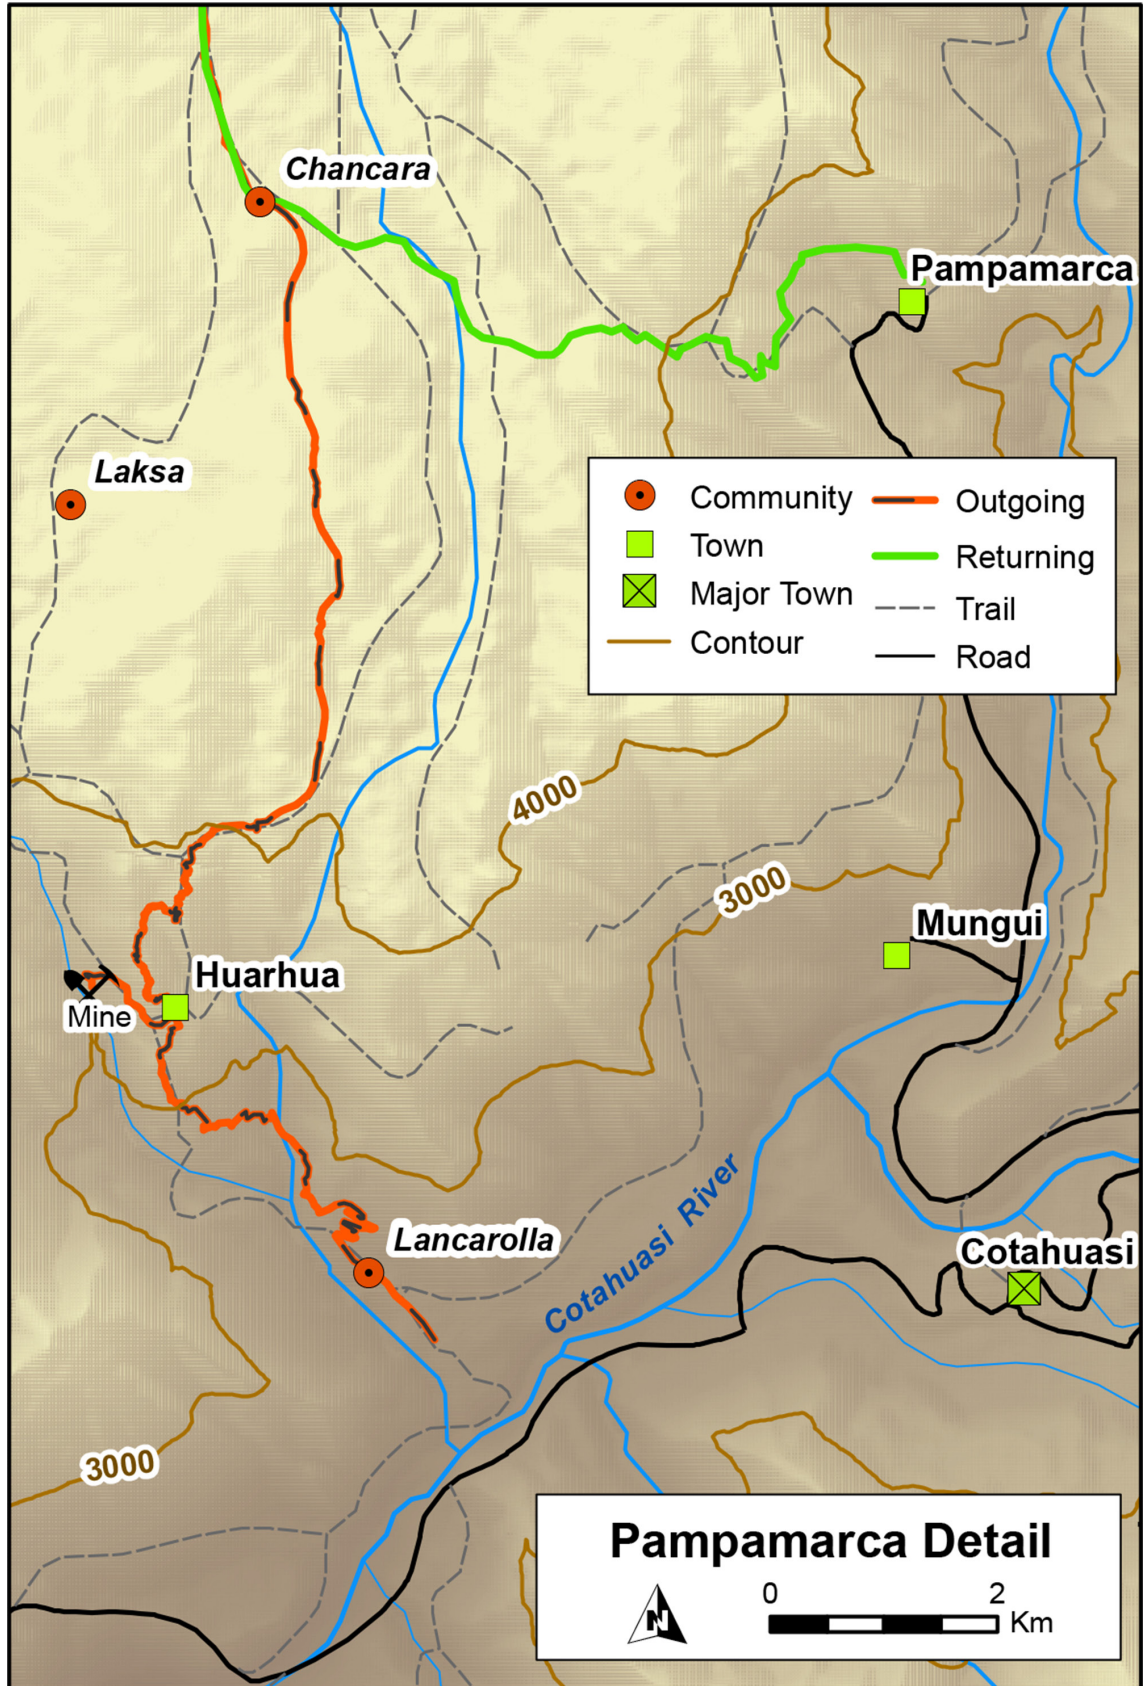 Chancara
Pampamarca
Laksa
Community
Town
Major Town
Contour
Outgoing
Returning
Trail
Road
4000
3000
Mungui
Huarhua
Mine
Cotahuasi River
Lancarolla
Cotahuasi
3000
Pampamarca Detail
N
0 2
Km